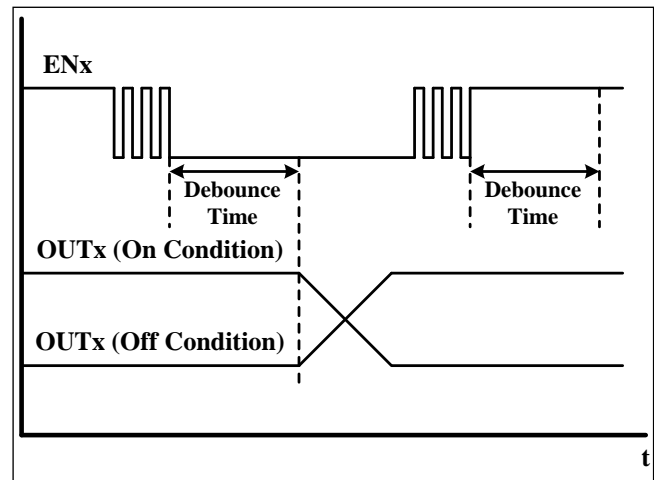 ENx
Debounce
Time
Debounce
Time
OUTx (On Condition)
OUTx (Off Condition)
t